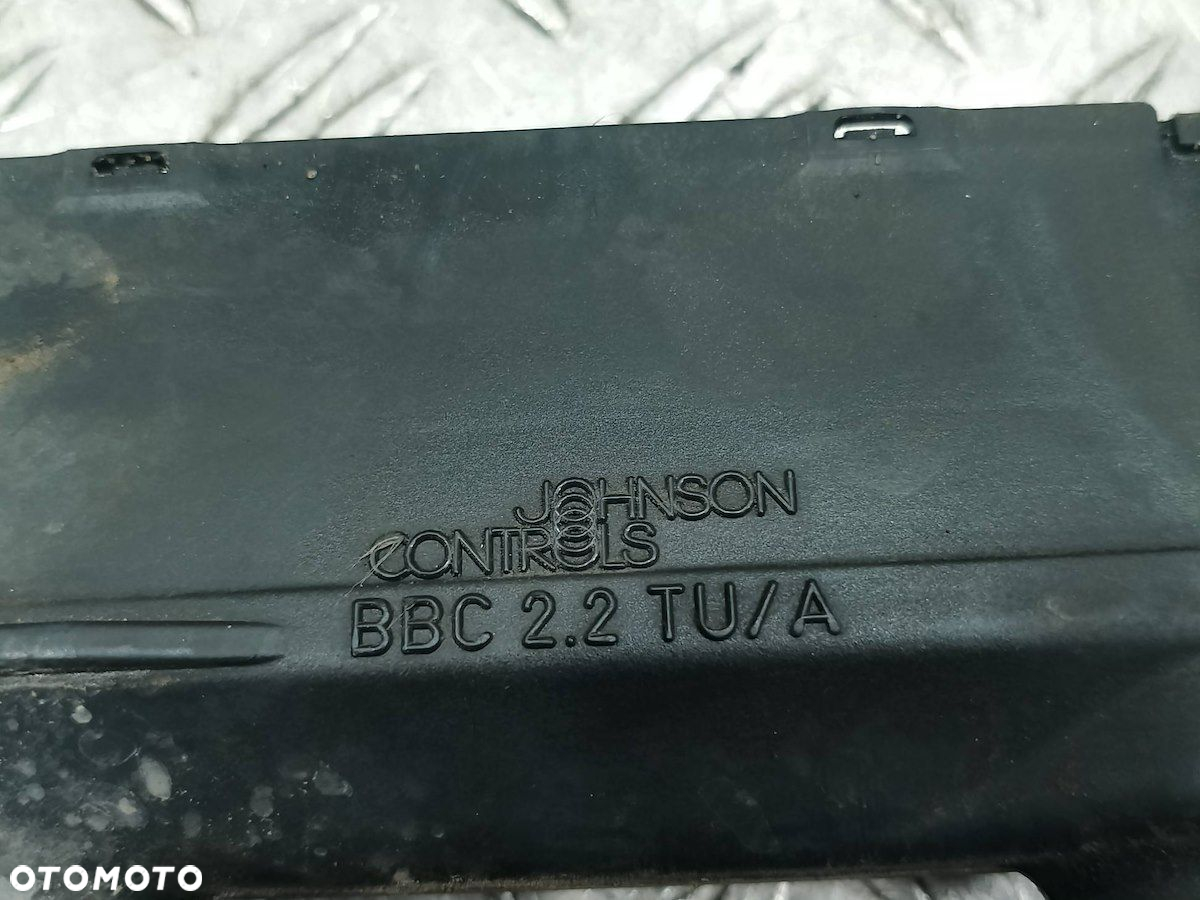 JOHNSON
CONTROLS
BBC 2.2 TU/A
OTOMOTO